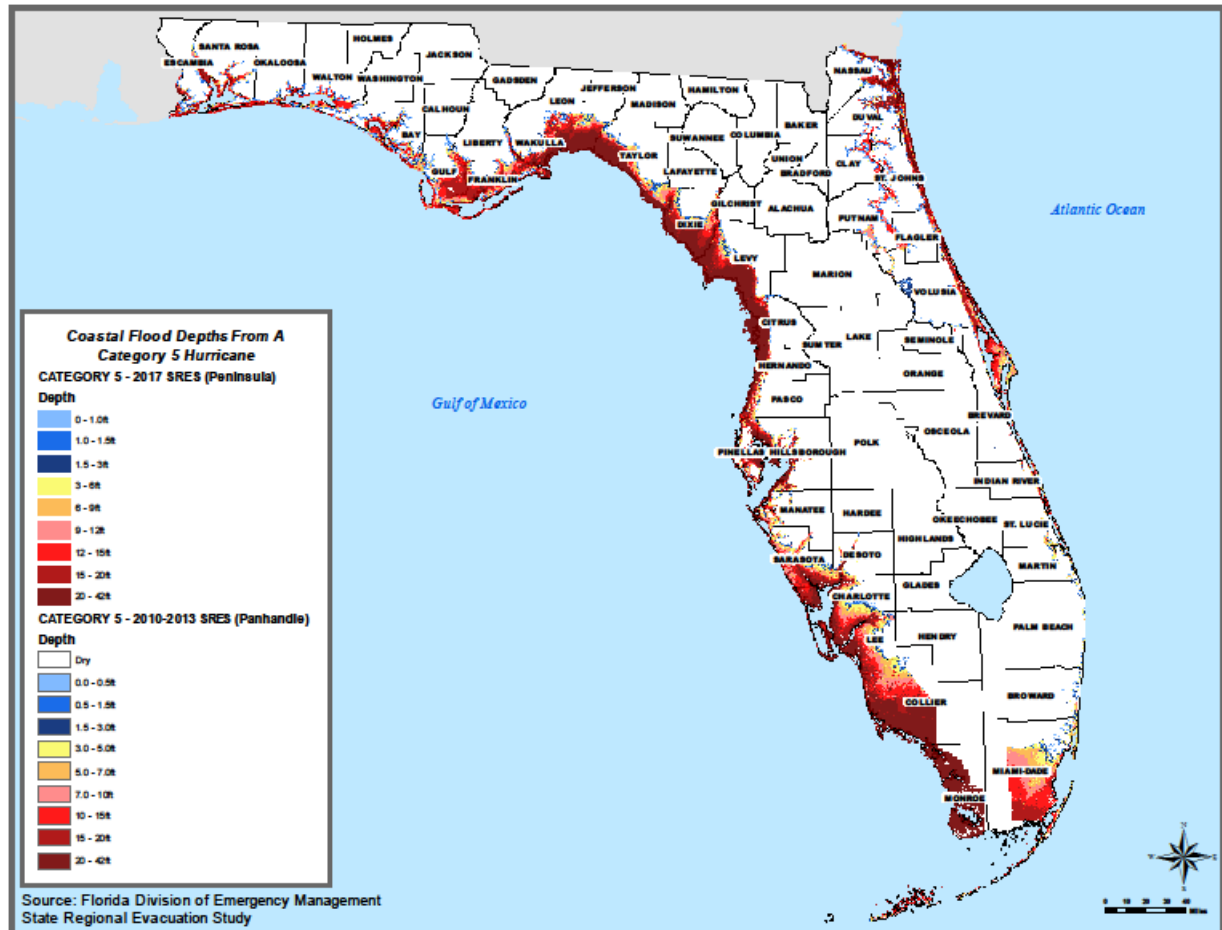 HOLMES
SANTA ROSA
JACKSON
ESCAMBIA
OKALOOSA
WALTON
WASHINGTON
GADSDEN
NASSAU
JEFFERSON
HAMILTON
LEON
MADISON
CALHOUN
DUVAL
BAKER
BAY
SUWANNEE
COLUMBIA
LIBERTY
WAKULLA
TAYLOR
UNION
CLAY
GULF
FRANKLIN
LAFAYETTE
BRADFORD
ST. JOHNS
GILCHRIST
ALACHUA
Atlantic Ocean
PUTNAM
DIXIE
FLAGLER
LEVY
MARION
VOLUSIA
CITRUS
LAKE
SEMINOLE
SUMTER
HERNANDO
ORANGE
PASCO
Gulf of Mexico
BREVARD
OSCEOLA
POLK
PINELLAS
HILLSBOROUGH
INDIAN RIVER
MANATEE
HARDEE
OKEECHOBEE
ST. LUCIE
HIGHLANDS
SARASOTA
DESOTO
MARTIN
GLADES
CHARLOTTE
PALM BEACH
LEE
HENDRY
BROWARD
COLLIER
MIAMI-DADE
MONROE
Coastal Flood Depths From A
Category 5 Hurricane
CATEGORY 5 - 2017 SRES (Peninsula)
Depth
0 - 1.0ft
1.0 - 1.5ft
1.5 - 3ft
3 - 6ft
6 - 9ft
9 - 12ft
12 - 15ft
15 - 20ft
20 - 42ft
CATEGORY 5 - 2010-2013 SRES (Panhandle)
Depth
Dry
0.0 - 0.5ft
0.5 - 1.5ft
1.5 - 3.0ft
3.0 - 5.0ft
5.0 - 7.0ft
7.0 - 10ft
10 - 15ft
15 - 20ft
20 - 42ft
Source: Florida Division of Emergency Management
State Regional Evacuation Study
N
W
E
S
0 10 20 30 40
Miles